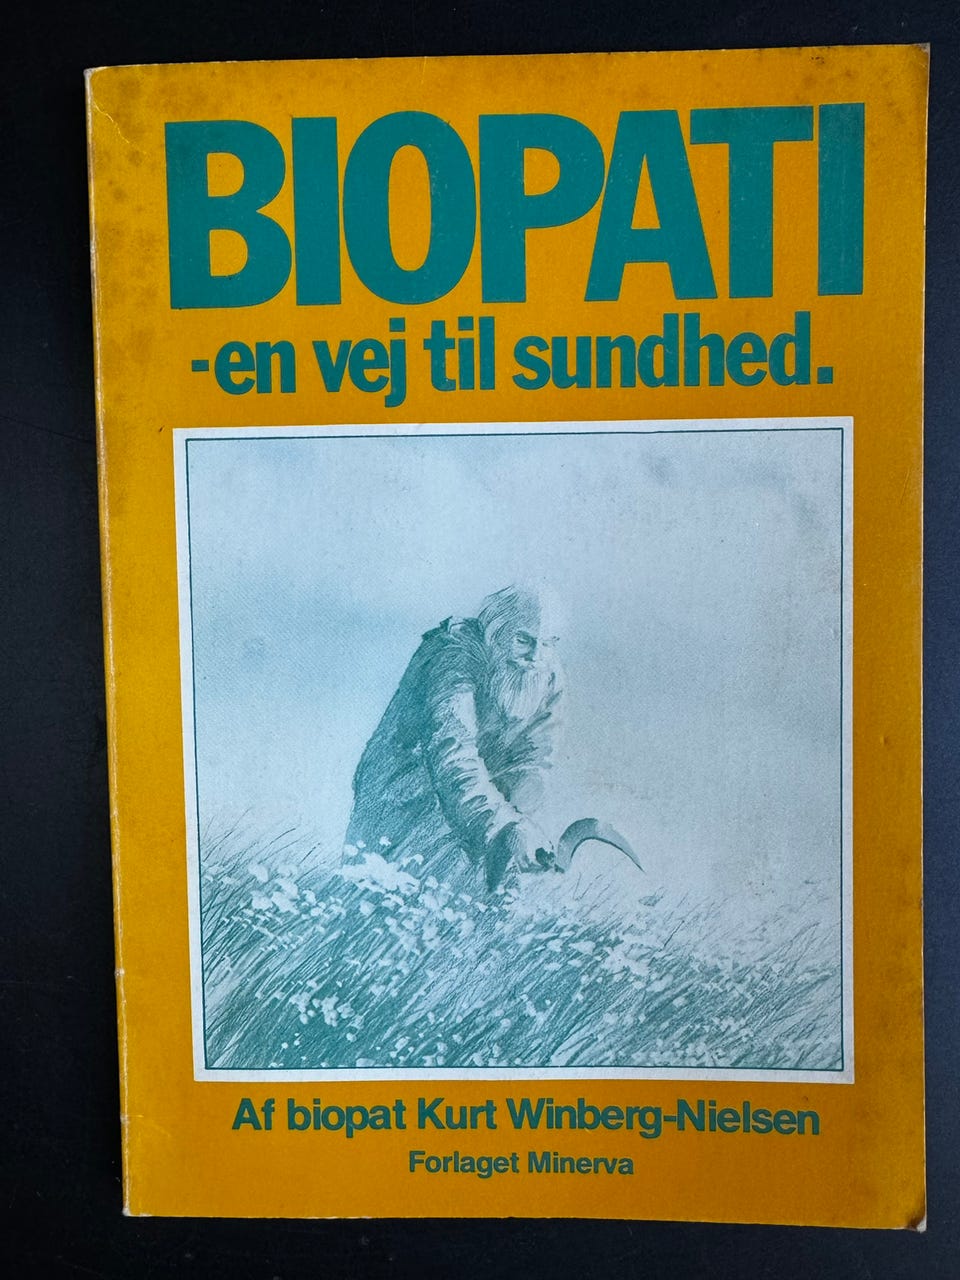 BIOPATI
-en vej til sundhed.
Af biopat Kurt Winberg-Nielsen
Forlaget Minerva